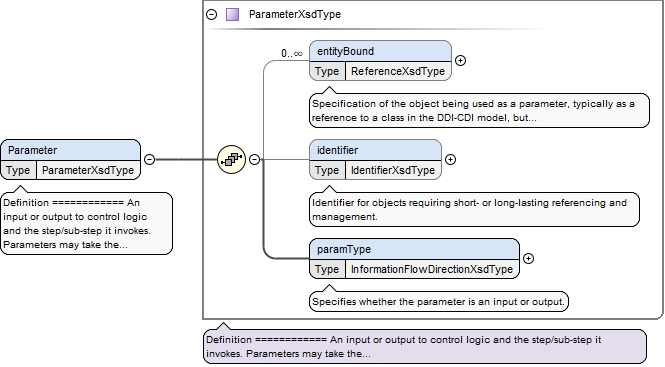 ParameterXsdType
0..∞
entityBound
Type ReferenceXsdType
Specification of the object being used as a parameter, typically as a
reference to a class in the DDI-CDI model, but...
Parameter
Type ParameterXsdType
Definition ============ An
input or output to control logic
and the step/sub-step it invokes.
Parameters may take the...
identifier
Type IdentifierXsdType
Identifier for objects requiring short- or long-lasting referencing and
management.
paramType
Type InformationFlowDirectionXsdType
Specifies whether the parameter is an input or output.
Definition ============ An input or output to control logic and the step/sub-step it
invokes. Parameters may take the...